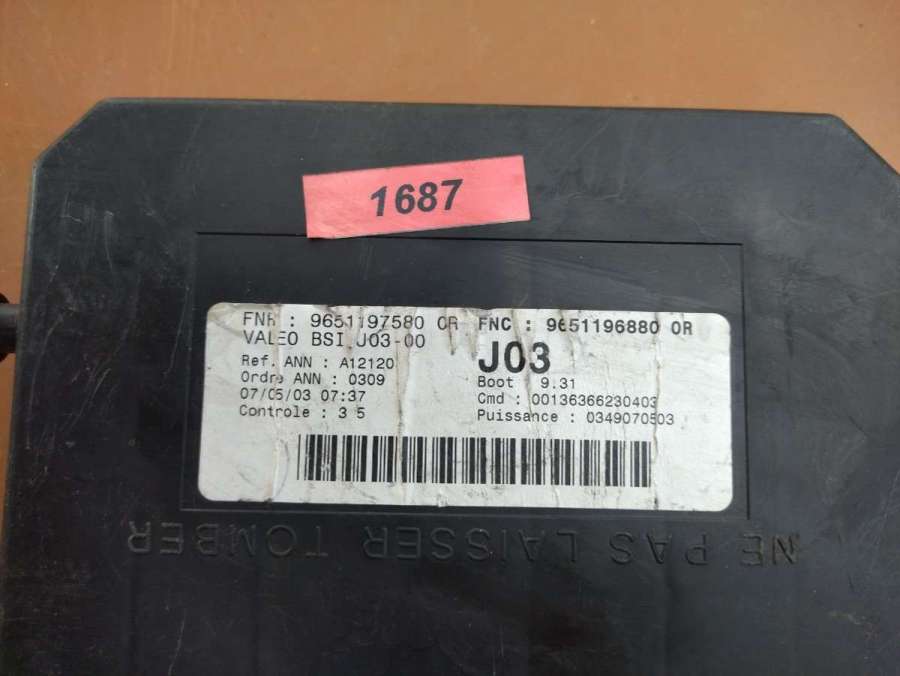 1687
FNR : 9651197580 OR
VALEO BSI J03-00
Ref. ANN : A12120
Ordre ANN : 0309
07/05/03 07:37
Controle : 3 5
FNC : 9651196880 OR
J03
Boot 9.31
Cmd : 00136366230403
Puissance : 0349070503
NE PAS LAISSER TOMBER